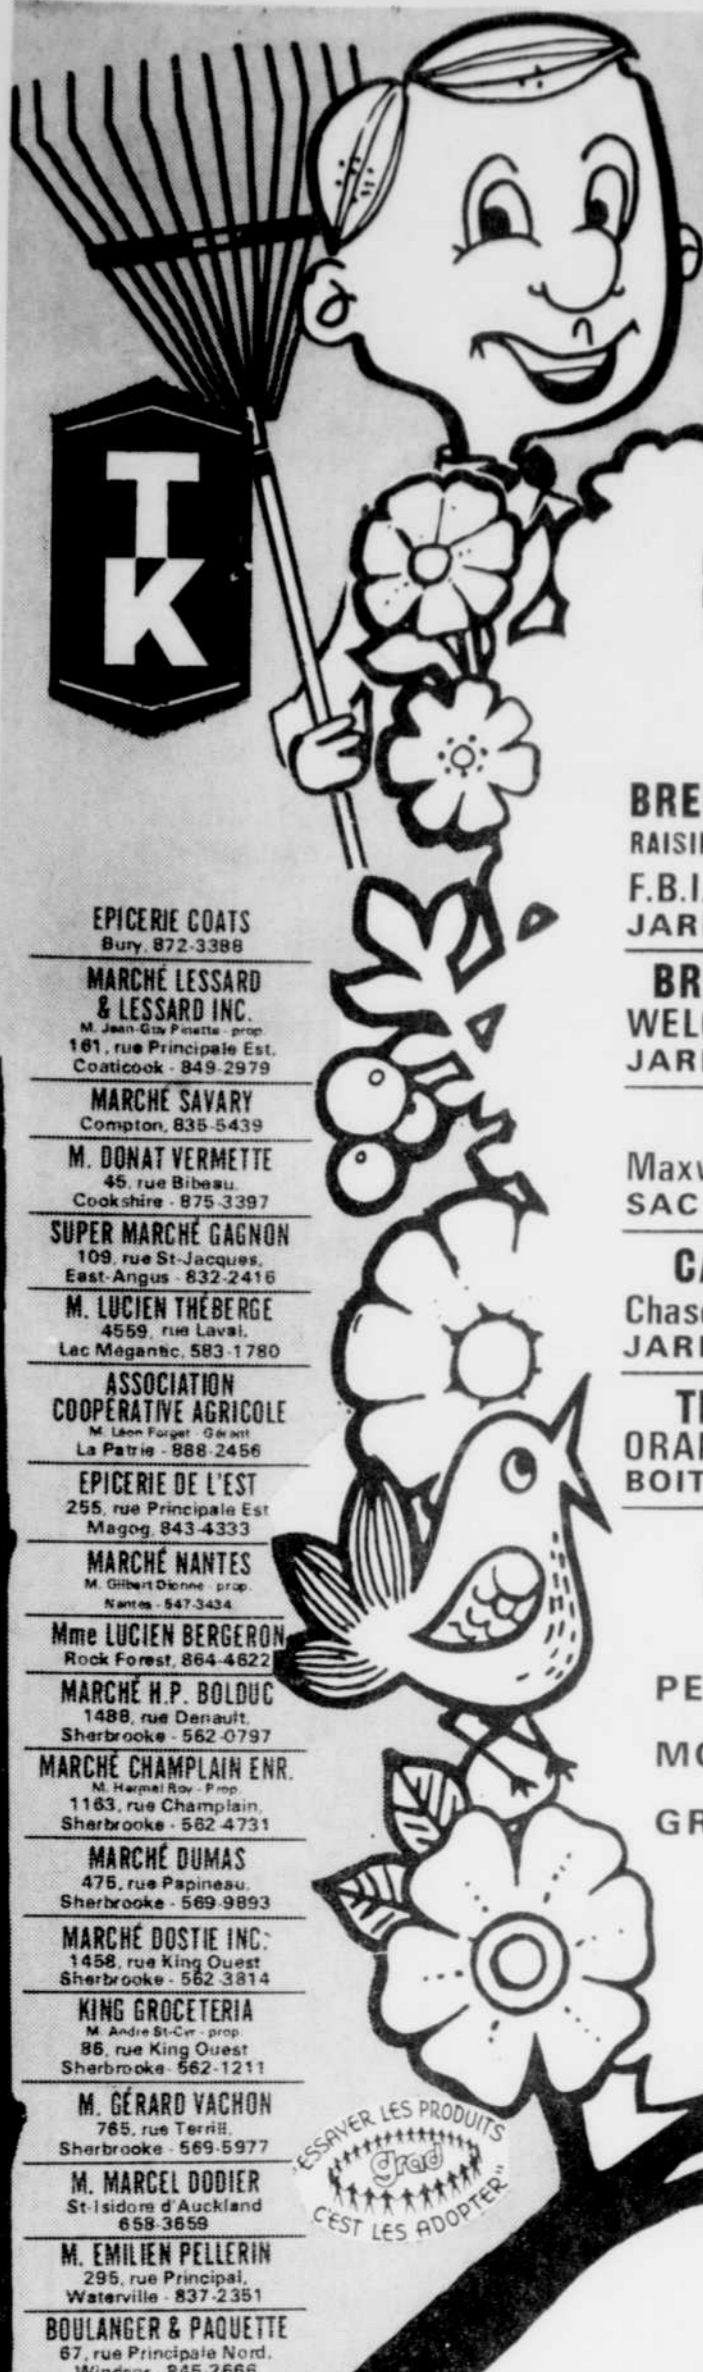 T
K
EPICERIE COATS
Bury, 872-3388
MARCHÉ LESSARD
& LESSARD INC.
M. Jean-Guy Pinette - prop.
161, rue Principale Est,
Coaticook - 849-2979
MARCHÉ SAVARY
Compton, 835-5439
M. DONAT VERMETTE
45, rue Bibeau,
Cookshire - 875-3397
SUPER MARCHÉ GAGNON
109, rue St-Jacques,
East-Angus - 832-2416
M. LUCIEN THÉBERGE
4559, rue Laval,
Lac Mégantic, 583-1780
ASSOCIATION
COOPÉRATIVE AGRICOLE
M. Léon Forget - Gérant
La Patrie - 888-2456
EPICERIE DE L'EST
255, rue Principale Est
Magog, 843-4333
MARCHÉ NANTES
M. Gilbert Dionne - prop.
Nantes - 547-3434
Mme LUCIEN BERGERON
Rock Forest, 864-4622
MARCHÉ H.P. BOLDUC
1488, rue Denault,
Sherbrooke - 562-0797
MARCHÉ CHAMPLAIN ENR.
M. Hermel Roy - Prop.
1163, rue Champlain,
Sherbrooke - 562-4731
MARCHÉ DUMAS
475, rue Papineau,
Sherbrooke - 569-9893
MARCHÉ DOSTIE INC.
1458, rue King Ouest
Sherbrooke - 562-3814
KING GROCETERIA
M. André St-Cyr - prop.
86, rue King Ouest
Sherbrooke - 562-1211
M. GÉRARD VACHON
765, rue Terrill,
Sherbrooke - 569-5977
M. MARCEL DODIER
St-Isidore d'Auckland
658-3659
M. EMILIEN PELLERIN
295, rue Principal,
Waterville - 837-2351
BOULANGER & PAQUETTE
67, rue Principale Nord,
Windsor - 845-2666
"ESSAYER LES PRODUITS
grad
C'EST LES ADOPTER"
BRE
RAISI
F.B.I.
JAR
BR
WEL
JAR
Maxw
SAC
CA
Chas
JAR
T
ORA
BOIT
PE
MO
GR